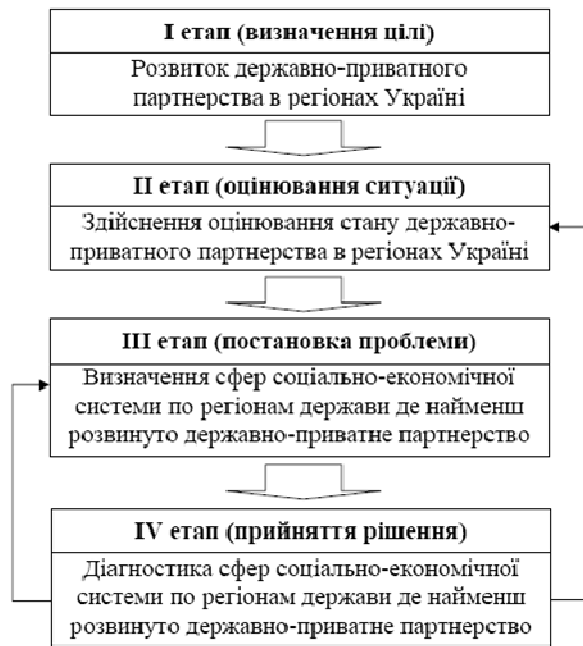 I етап (визначення цілі)
Розвиток державно-приватного
партнерства в регіонах Україні
II етап (оцінювання ситуації)
Здійснення оцінювання стану державно-
приватного партнерства в регіонах Україні
III етап (постановка проблеми)
Визначення сфер соціально-економічної
системи по регіонам держави де найменш
розвинуто державно-приватне партнерство
IV етап (прийняття рішення)
Діагностика сфер соціально-економічної
системи по регіонам держави де найменш
розвинуто державно-приватне партнерство